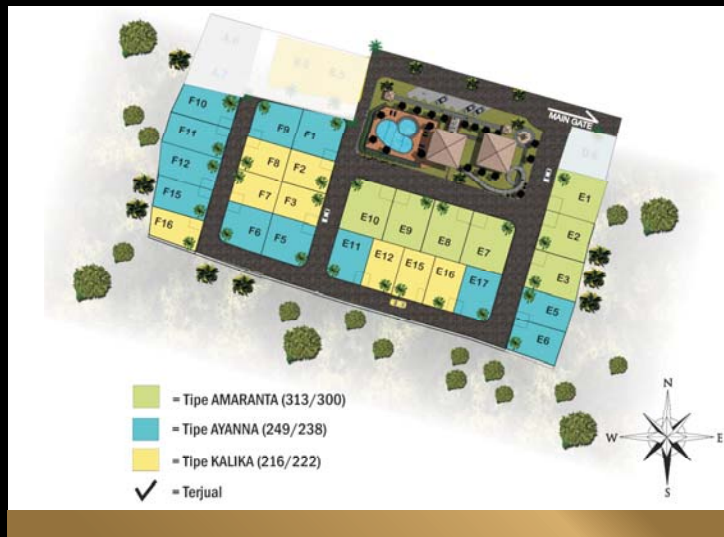 A.6
A.7
MAIN GATE
F10
F11
F12
F15
F16
F9
F1
F8
F2
F7
F3
F6
F5
E10
E9
E8
E7
E11
E12
E15
E16
E17
E1
E2
E3
E5
E6
= Tipe AMARANTA (313/300)
= Tipe AYANNA (249/238)
= Tipe KALIKA (216/222)
= Terjual
N
W
E
S